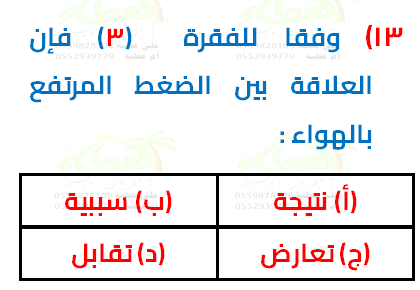 ١٣) وفقا للفقرة (٣) فإن
العلاقة بين الضغط المرتفع
بالهواء :
(أ) نتيجة (ب) سببية
(ج) تعارض (د) تقابل